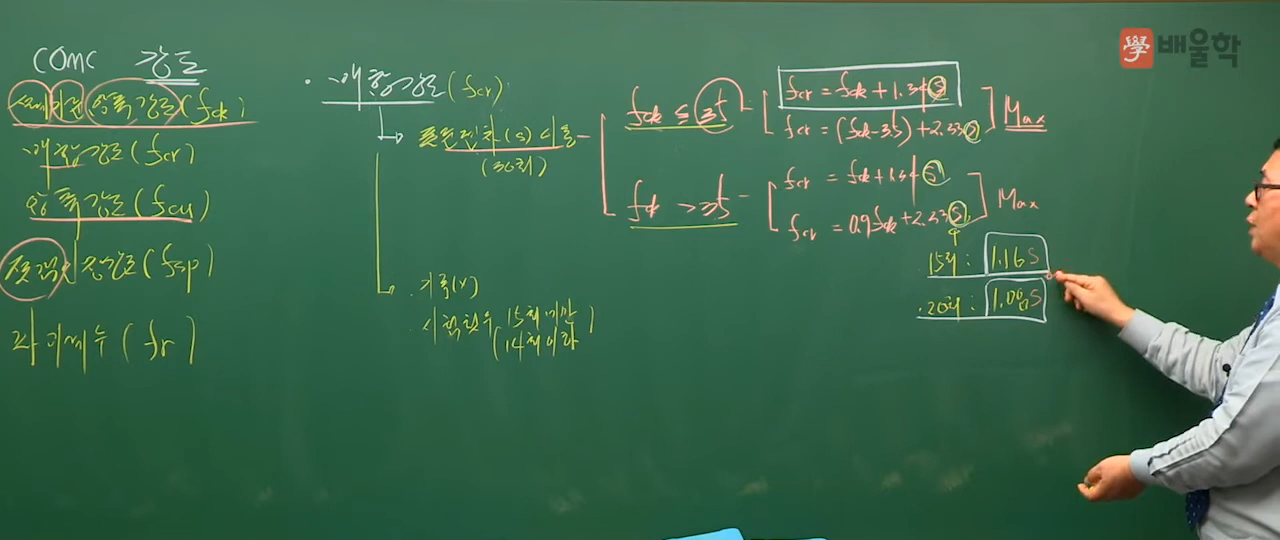 學 배울학
CONC 강도
설계기준 압축강도 (fck)
배합강도 (fcr)
압축강도 (fcu)
쪼갬인장강도 (fsp)
파괴계수 (fr)
· 배합강도 (fcr)
표준편차(s) 시용
(30회)
fck ≤ 35
fcr = fck + 1.34 S
fcr = (fck-35) + 2.33 S
Max
fck > 35
fcr = fck + 1.34 S
fcr = 0.9fck + 2.33 S
Max
· 15회 : 1.16 S
· 20회 : 1.08 S
· 기록(x)
· 시험횟수 15회미만
(14회이하)